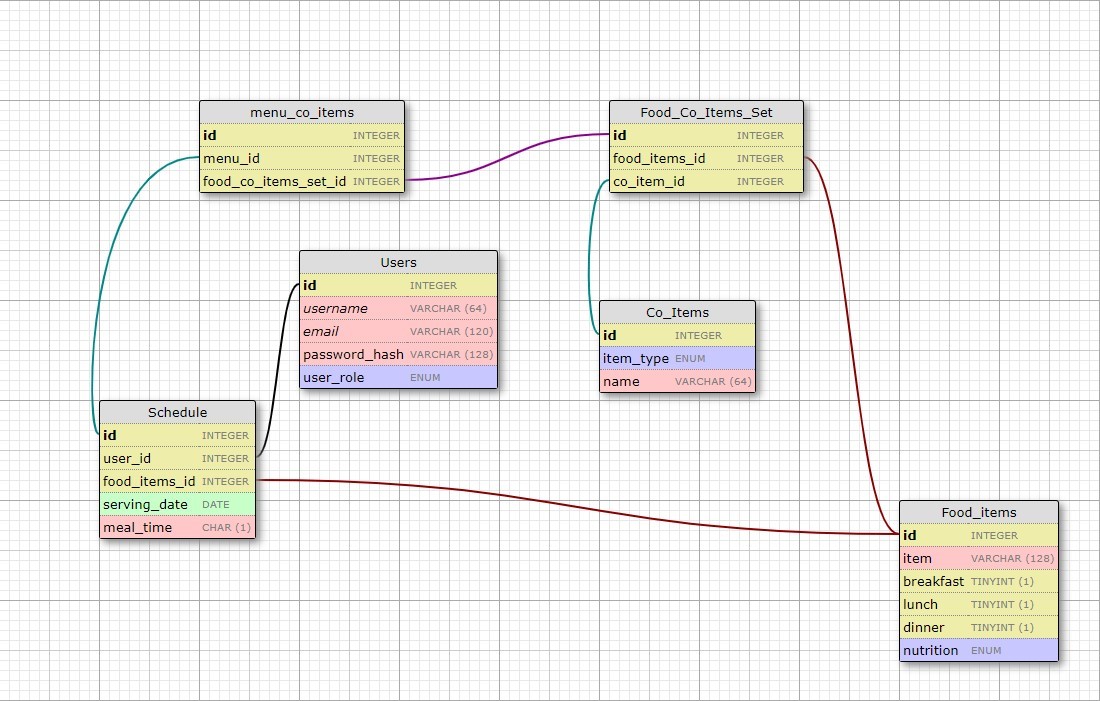 menu_co_items
id INTEGER
menu_id INTEGER
food_co_items_set_id INTEGER
Food_Co_Items_Set
id INTEGER
food_items_id INTEGER
co_item_id INTEGER
Users
id INTEGER
username VARCHAR (64)
email VARCHAR (120)
password_hash VARCHAR (128)
user_role ENUM
Co_Items
id INTEGER
item_type ENUM
name VARCHAR (64)
Schedule
id INTEGER
user_id INTEGER
food_items_id INTEGER
serving_date DATE
meal_time CHAR (1)
Food_items
id INTEGER
item VARCHAR (128)
breakfast TINYINT (1)
lunch TINYINT (1)
dinner TINYINT (1)
nutrition ENUM